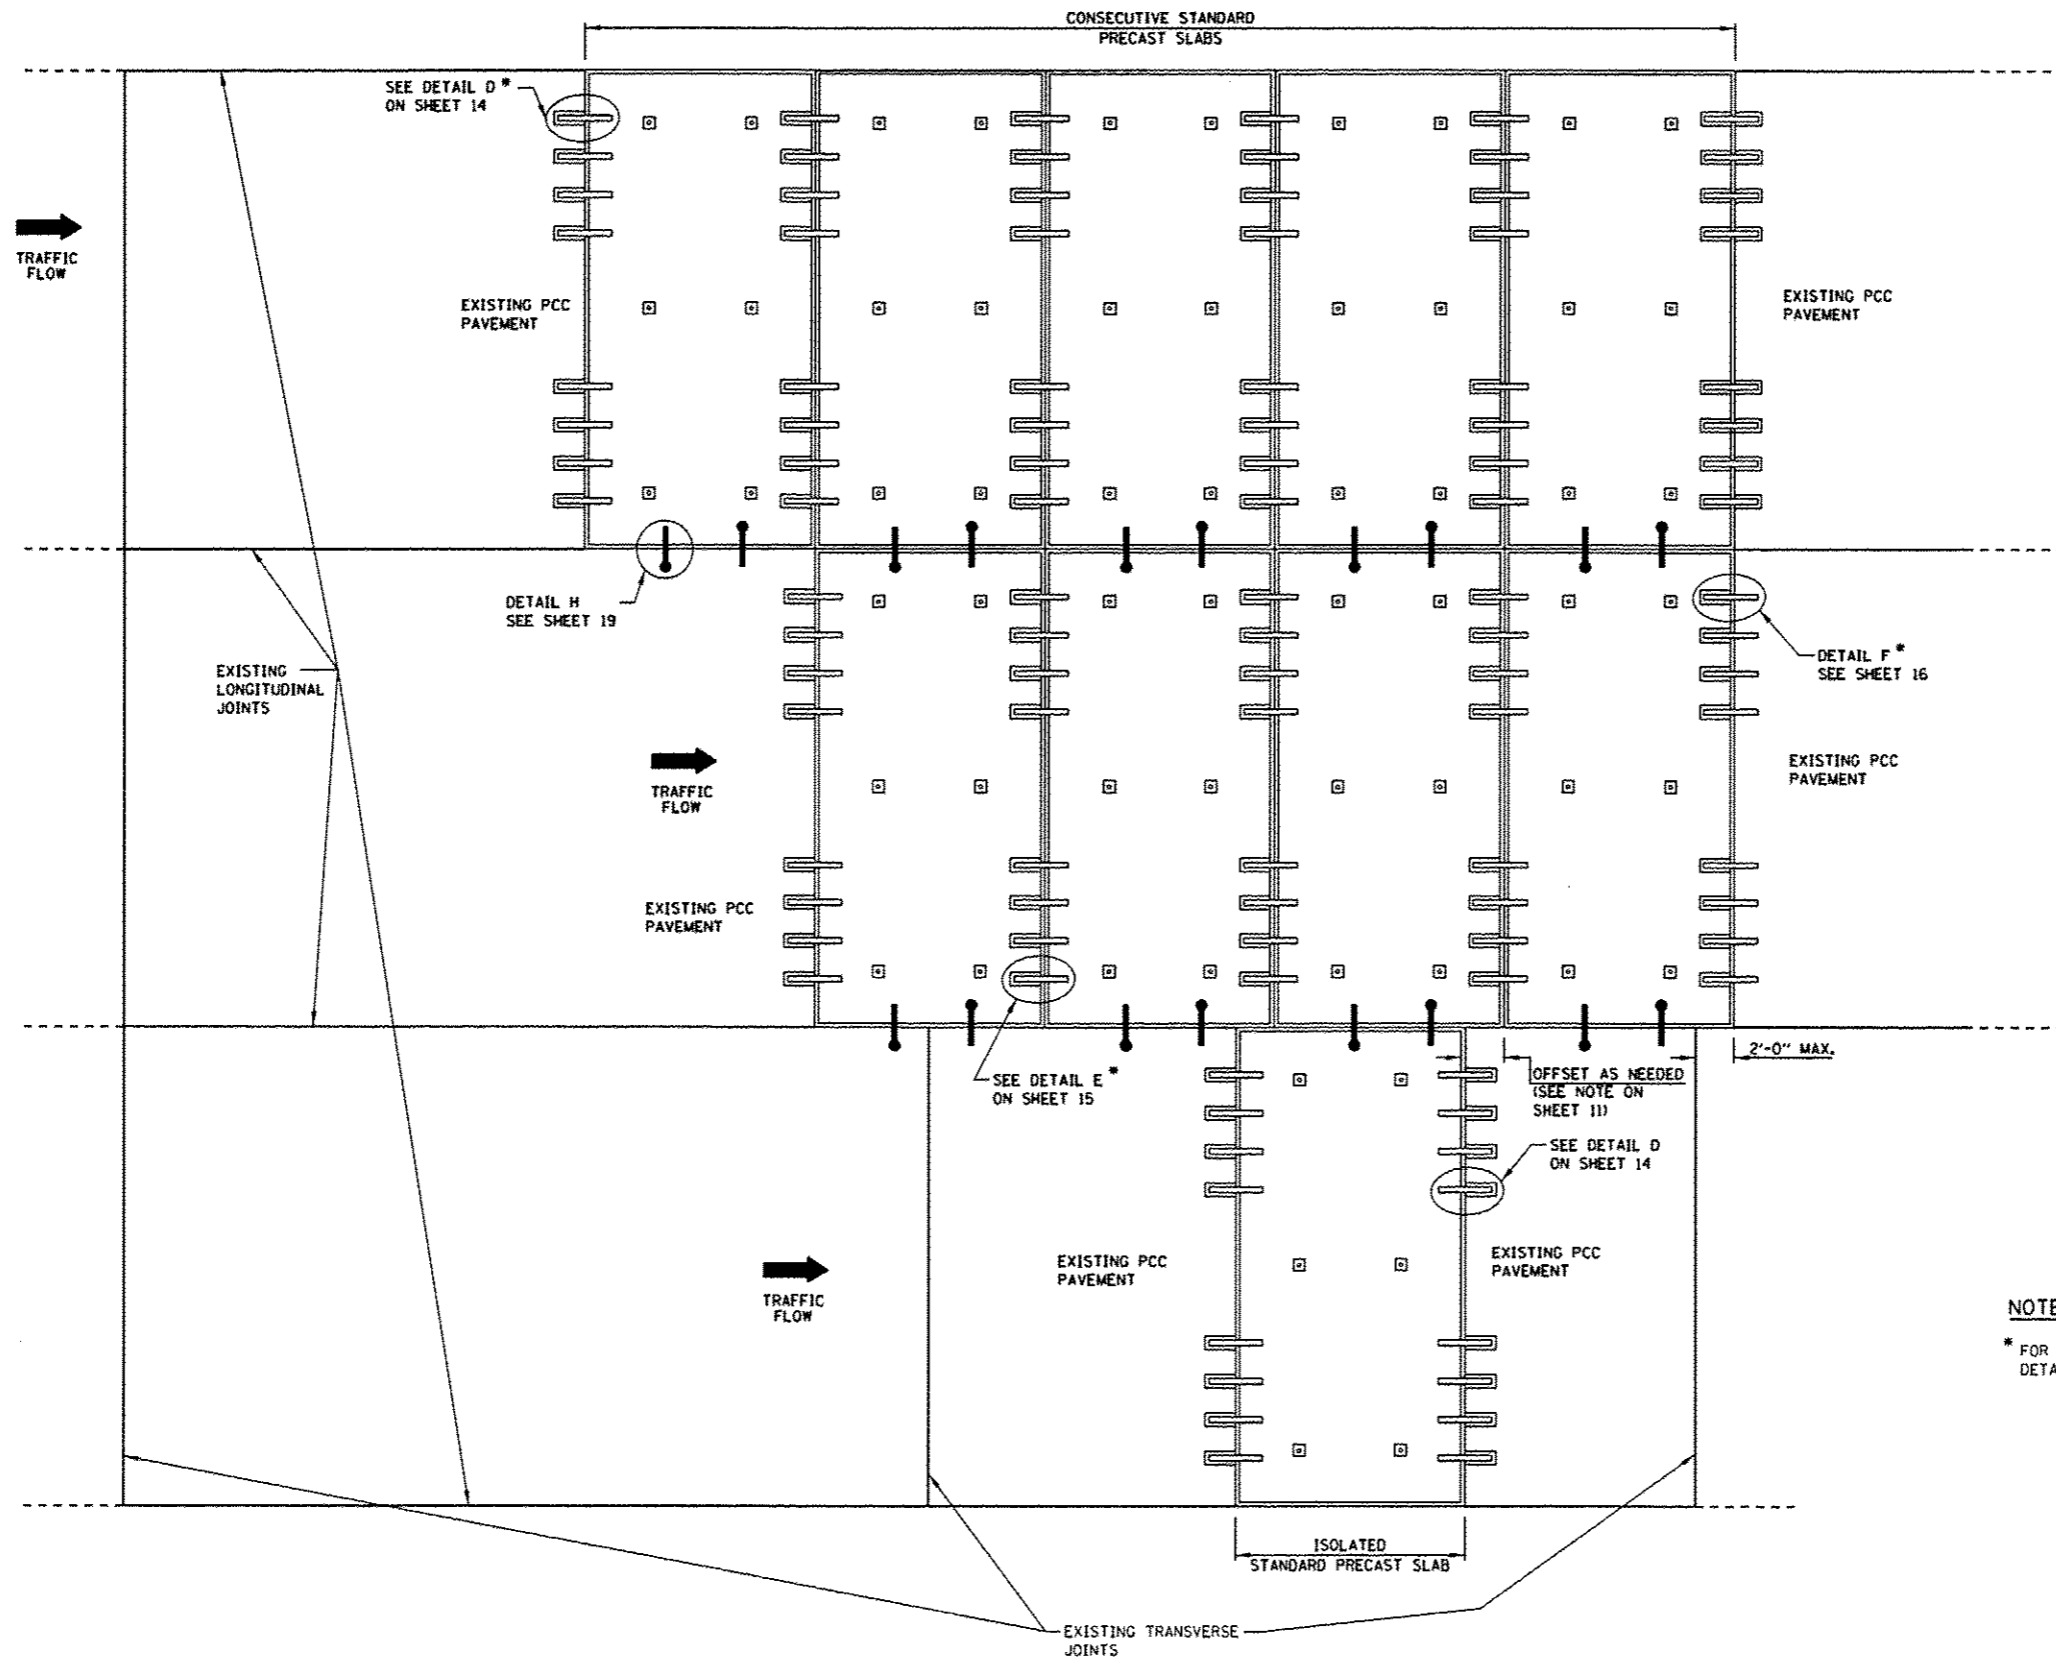 CONSECUTIVE STANDARD
PRECAST SLABS
SEE DETAIL D *
ON SHEET 14
TRAFFIC
FLOW
EXISTING PCC
PAVEMENT
EXISTING PCC
PAVEMENT
DETAIL H
SEE SHEET 19
EXISTING
LONGITUDINAL
JOINTS
DETAIL F *
SEE SHEET 16
TRAFFIC
FLOW
EXISTING PCC
PAVEMENT
EXISTING PCC
PAVEMENT
2'-0" MAX.
SEE DETAIL E *
ON SHEET 15
OFFSET AS NEEDED
(SEE NOTE ON
SHEET 11)
SEE DETAIL D
ON SHEET 14
EXISTING PCC
PAVEMENT
EXISTING PCC
PAVEMENT
TRAFFIC
FLOW
NOTE
* FOR
DETA
ISOLATED
STANDARD PRECAST SLAB
EXISTING TRANSVERSE
JOINTS